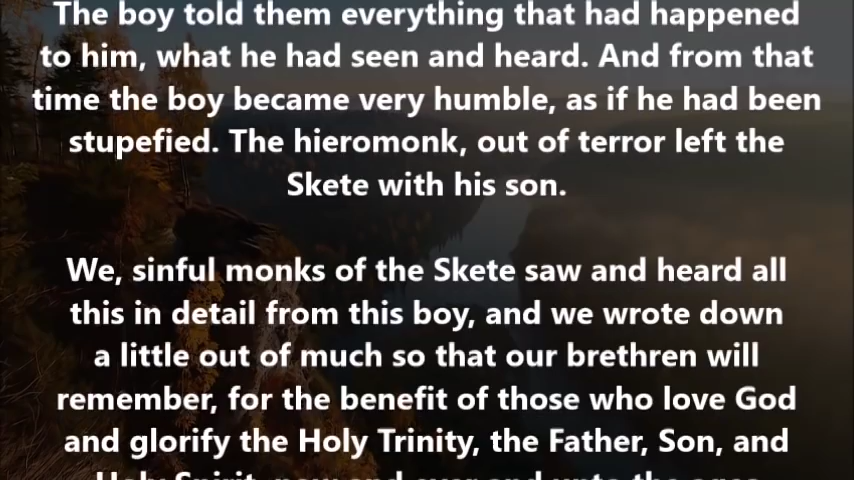 The boy told them everything that had happened
to him, what he had seen and heard. And from that
time the boy became very humble, as if he had been
stupefied. The hieromonk, out of terror left the
Skete with his son.
We, sinful monks of the Skete saw and heard all
this in detail from this boy, and we wrote down
a little out of much so that our brethren will
remember, for the benefit of those who love God
and glorify the Holy Trinity, the Father, Son, and
Holy Spirit, now and ever and unto the ages